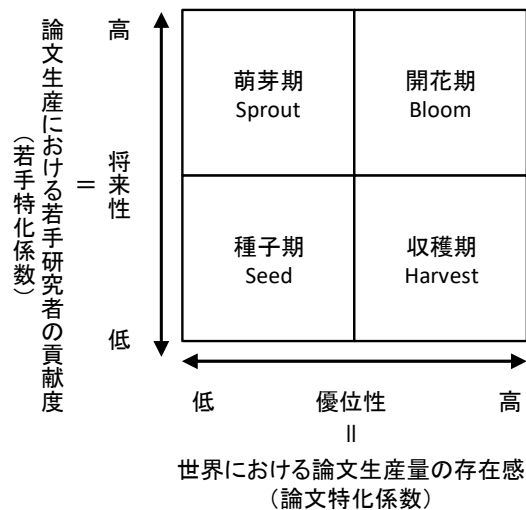 論文生産における若手研究者の貢献度
(若手特化係数)
＝
高
将来性
低
萌芽期
Sprout
開花期
Bloom
種子期
Seed
収穫期
Harvest
低
優位性
高
＝
世界における論文生産量の存在感
(論文特化係数)